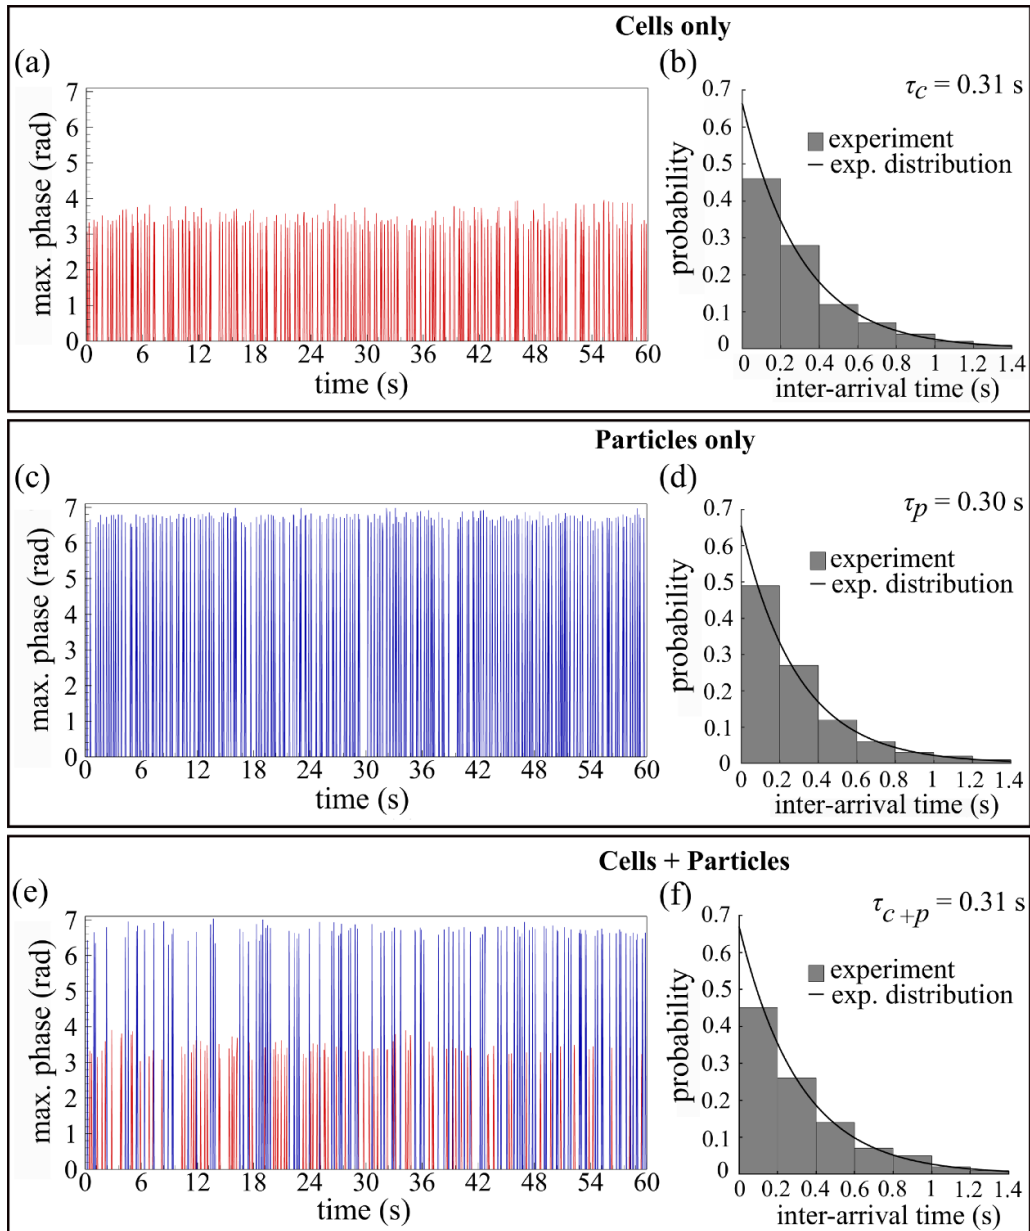 Cells only
(a)
7
6
5
4
3
2
1
0
max. phase (rad)
0 6 12 18 24 30 36 42 48 54 60
time (s)
(b)
τc = 0.31 s
0.7
0.6
0.5
0.4
0.3
0.2
0.1
0
probability
experiment
exp. distribution
0 0.2 0.4 0.6 0.8 1 1.2 1.4
inter-arrival time (s)
Particles only
(c)
7
6
5
4
3
2
1
0
max. phase (rad)
0 6 12 18 24 30 36 42 48 54 60
time (s)
(d)
τp = 0.30 s
0.7
0.6
0.5
0.4
0.3
0.2
0.1
0
probability
experiment
exp. distribution
0 0.2 0.4 0.6 0.8 1 1.2 1.4
inter-arrival time (s)
Cells + Particles
(e)
7
6
5
4
3
2
1
0
max. phase (rad)
0 6 12 18 24 30 36 42 48 54 60
time (s)
(f)
τc+p = 0.31 s
0.7
0.6
0.5
0.4
0.3
0.2
0.1
0
probability
experiment
exp. distribution
0 0.2 0.4 0.6 0.8 1 1.2 1.4
inter-arrival time (s)